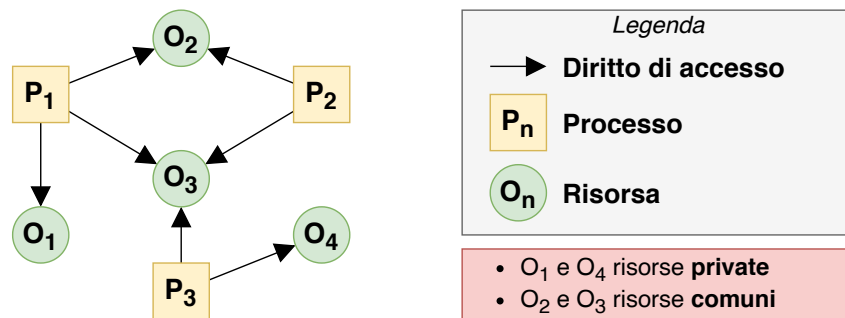 O2
P1
P2
O3
O1
O4
P3
Legenda
Diritto di accesso
Pn Processo
On Risorsa
• O1 e O4 risorse private
• O2 e O3 risorse comuni